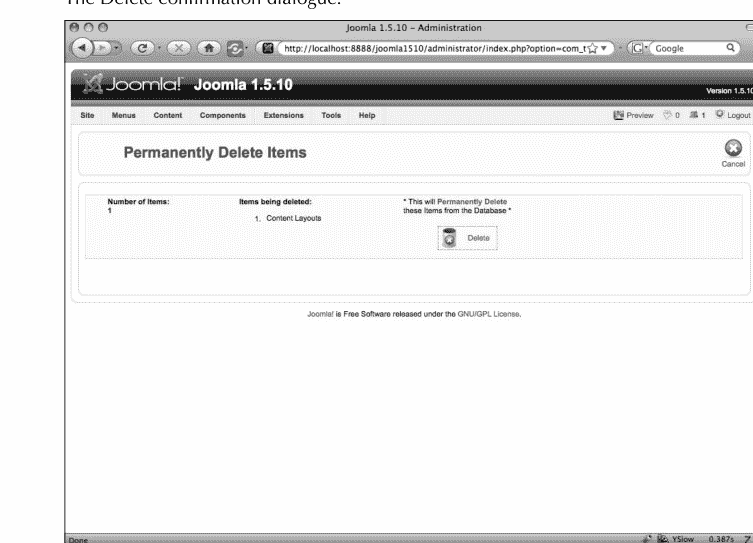 The Delete confirmation dialogue.
Joomla 1.5.10 – Administration
http://localhost:8888/joomla1510/administrator/index.php?option=com_t
Google
Joomla! Joomla 1.5.10
Version 1.5.10
Site Menus Content Components Extensions Tools Help
Preview 0 1 Logout
Permanently Delete Items
Cancel
Number of Items: Items being deleted: * This will Permanently Delete
1 these Items from the Database *
1. Content Layouts
Delete
Joomla! is Free Software released under the GNU/GPL License.
Done YSlow 0.387s